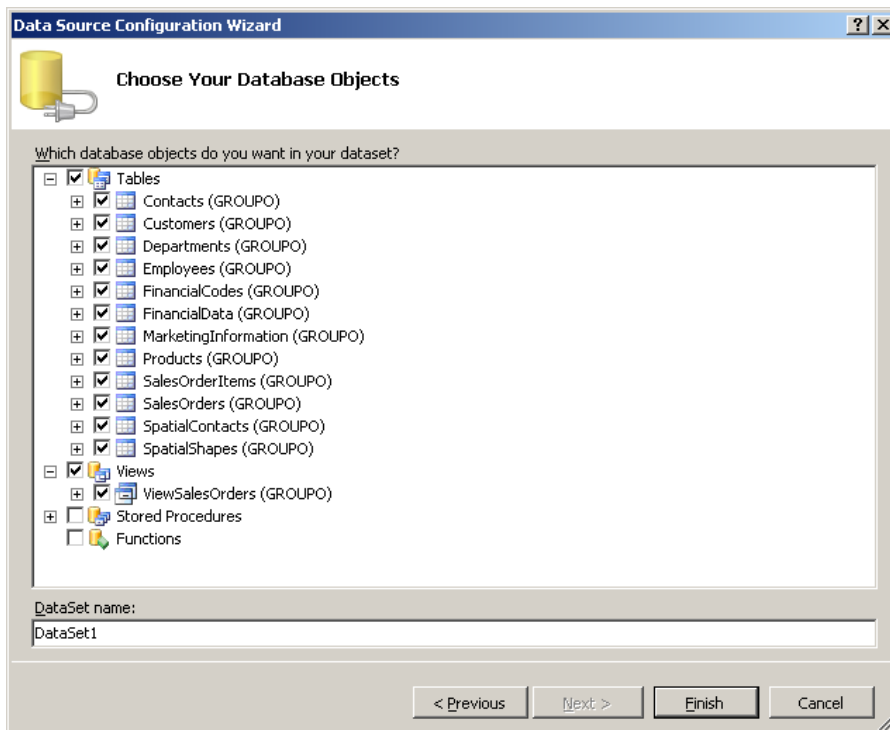 Data Source Configuration Wizard
Choose Your Database Objects
Which database objects do you want in your dataset?
Tables
Contacts (GROUPO)
Customers (GROUPO)
Departments (GROUPO)
Employees (GROUPO)
FinancialCodes (GROUPO)
FinancialData (GROUPO)
MarketingInformation (GROUPO)
Products (GROUPO)
SalesOrderItems (GROUPO)
SalesOrders (GROUPO)
SpatialContacts (GROUPO)
SpatialShapes (GROUPO)
Views
ViewSalesOrders (GROUPO)
Stored Procedures
Functions
DataSet name:
DataSet1
< Previous Next > Finish Cancel